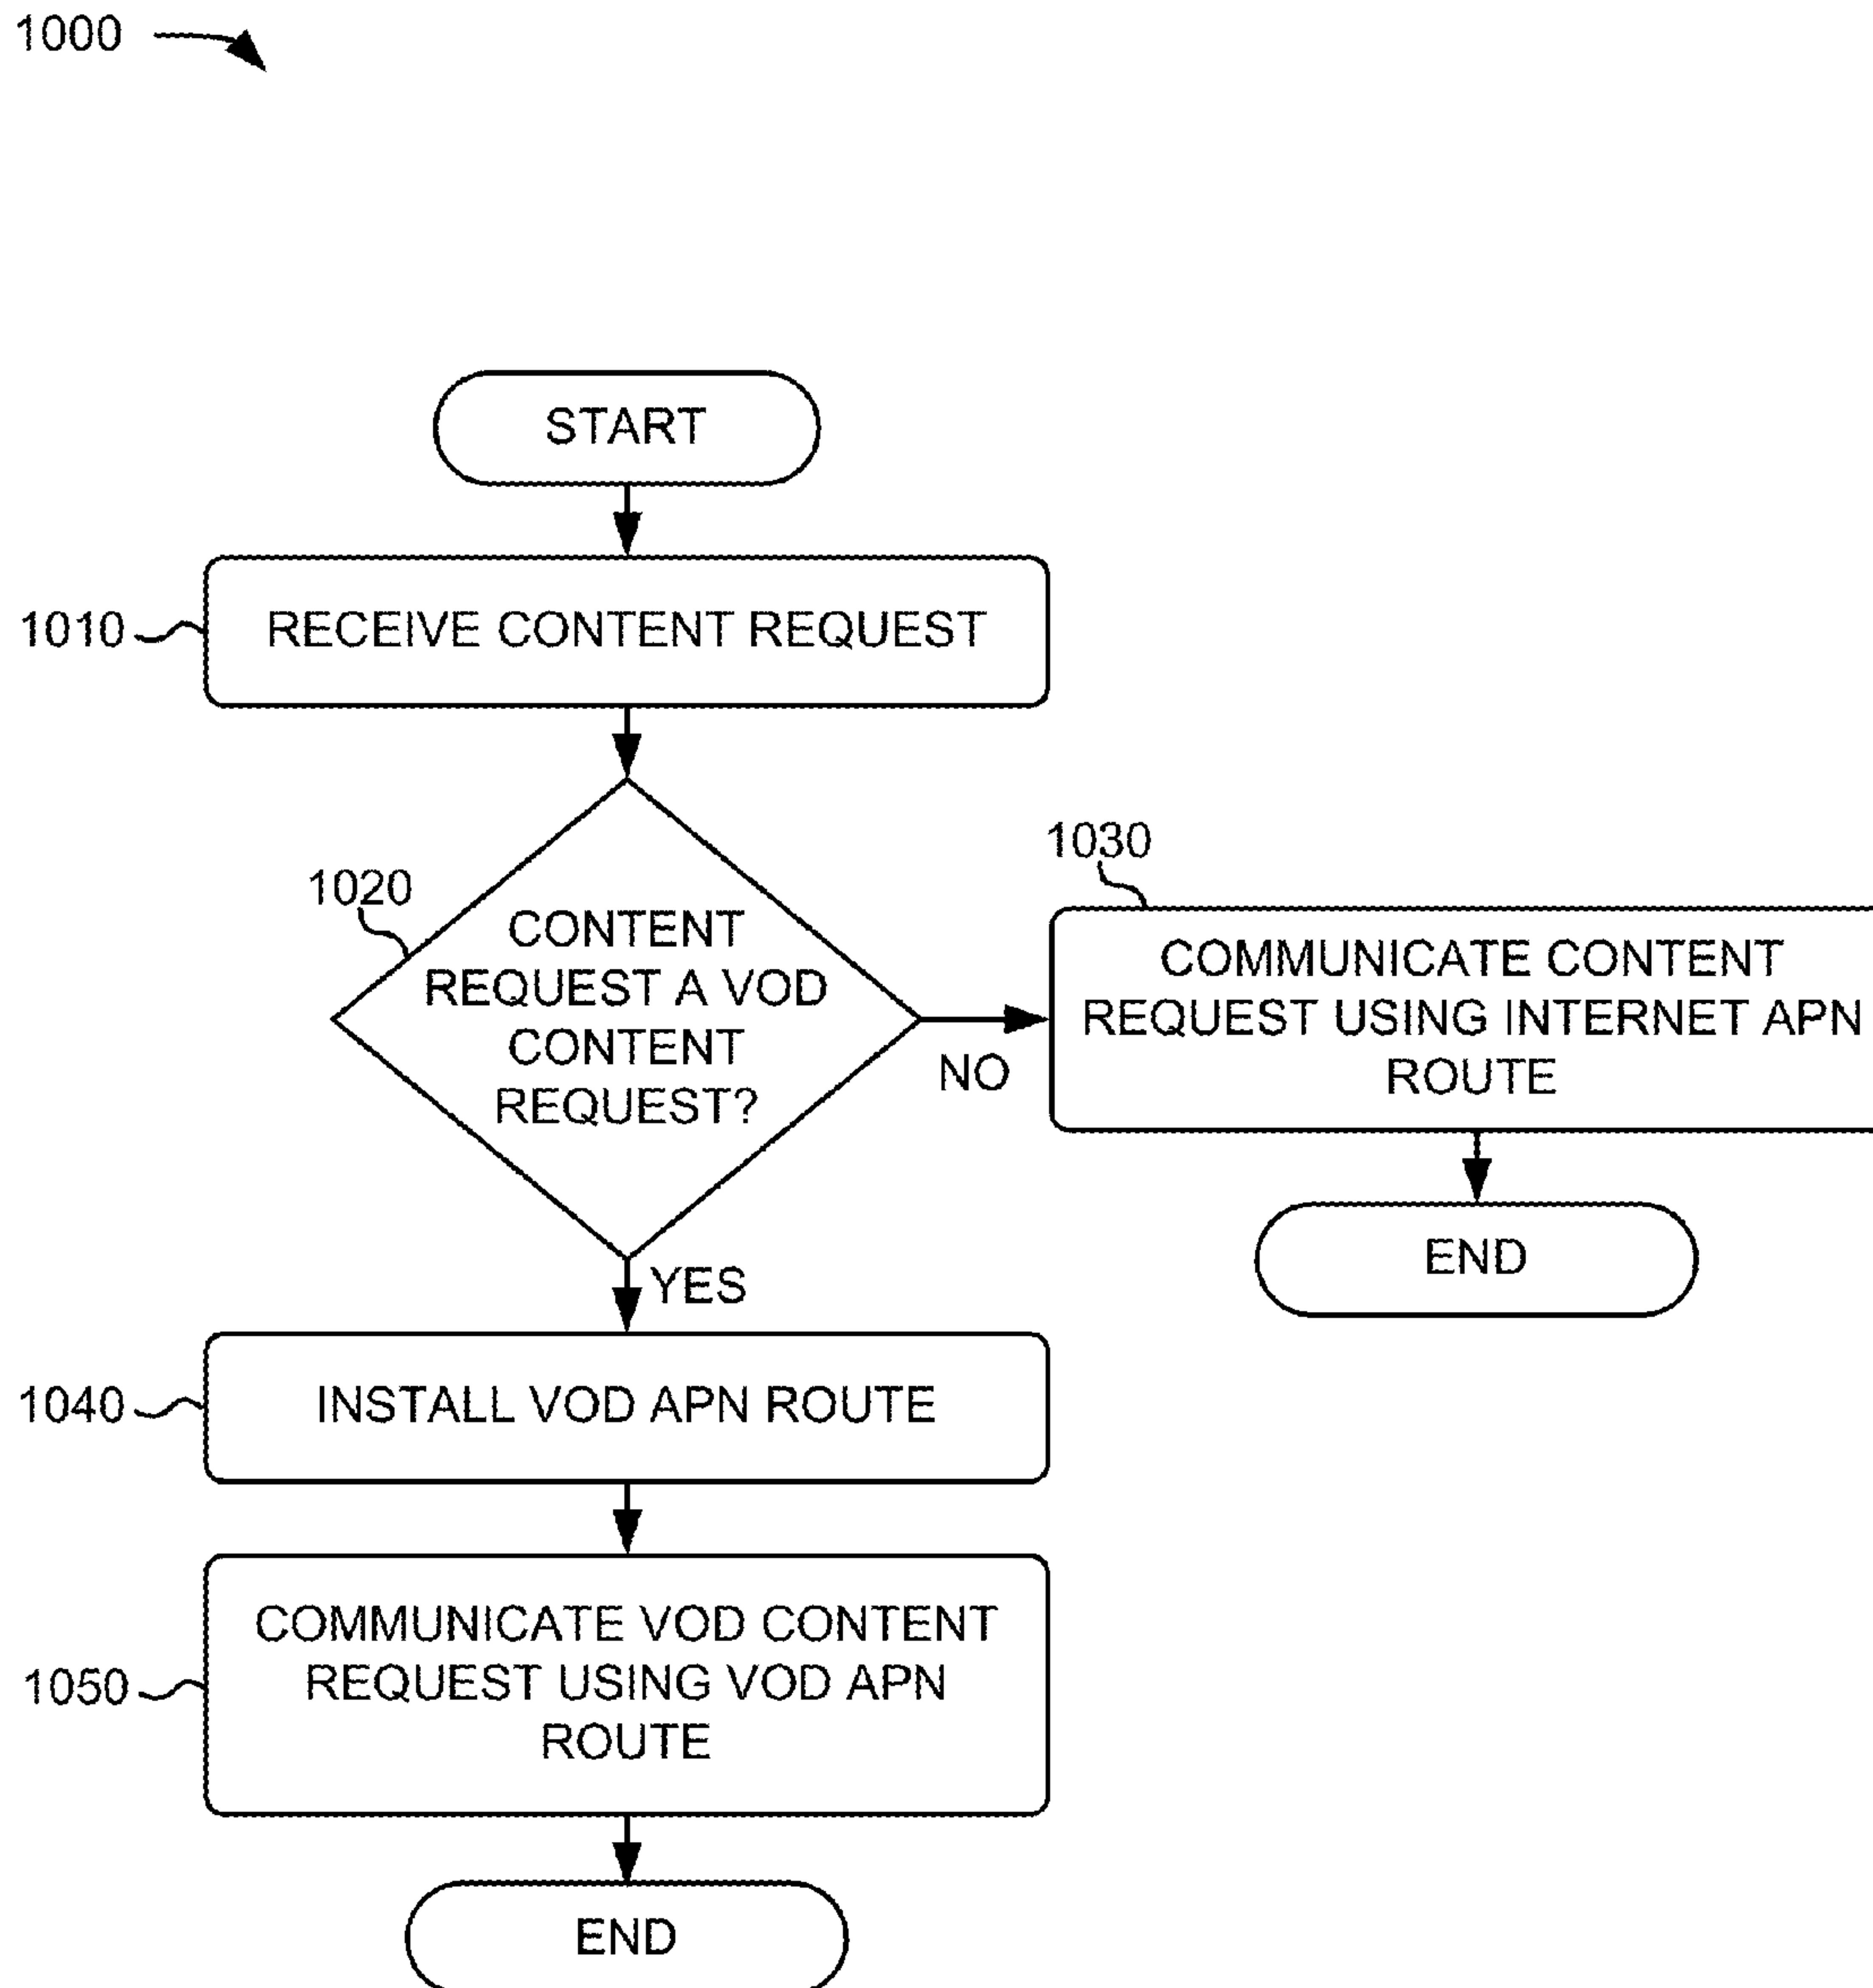 1000
START
1010
RECEIVE CONTENT REQUEST
1020
CONTENT
REQUEST A VOD
CONTENT
REQUEST?
NO
1030
COMMUNICATE CONTENT
REQUEST USING INTERNET APN
ROUTE
END
YES
1040
INSTALL VOD APN ROUTE
1050
COMMUNICATE VOD CONTENT
REQUEST USING VOD APN
ROUTE
END